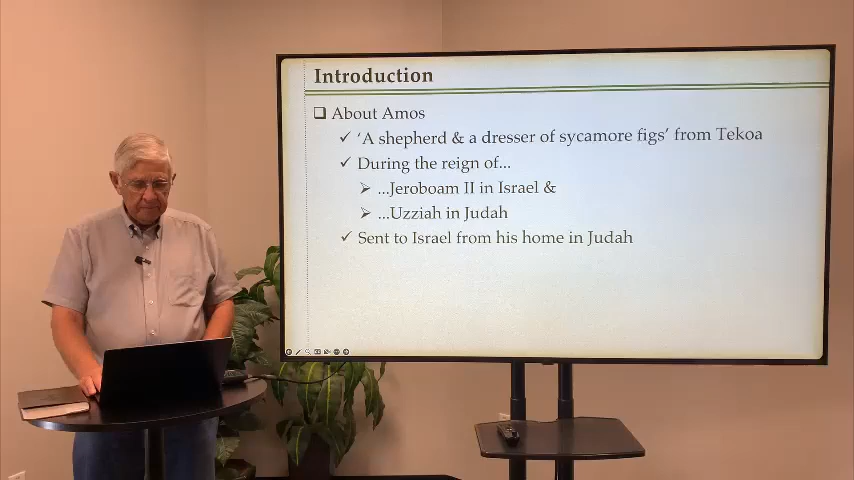 Introduction
About Amos
‘A shepherd & a dresser of sycamore figs’ from Tekoa
During the reign of...
...Jeroboam II in Israel &
...Uzziah in Judah
Sent to Israel from his home in Judah